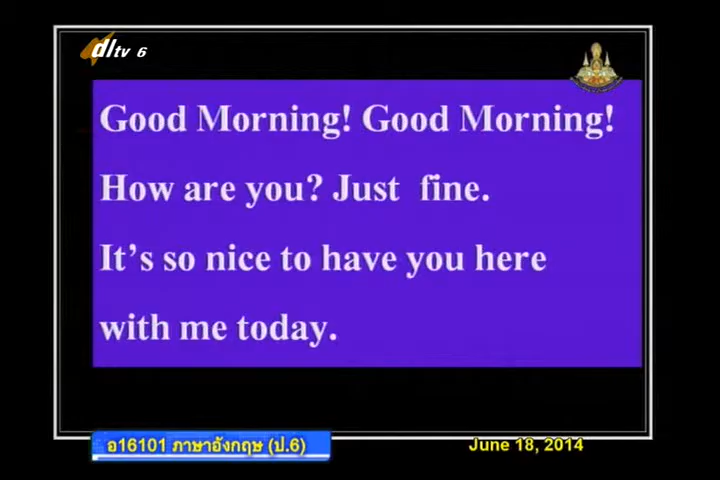 dltv 6
Good Morning! Good Morning!
How are you? Just fine.
It's so nice to have you here
with me today.
อ16101 ภาษาอังกฤษ (ป.6)
June 18, 2014